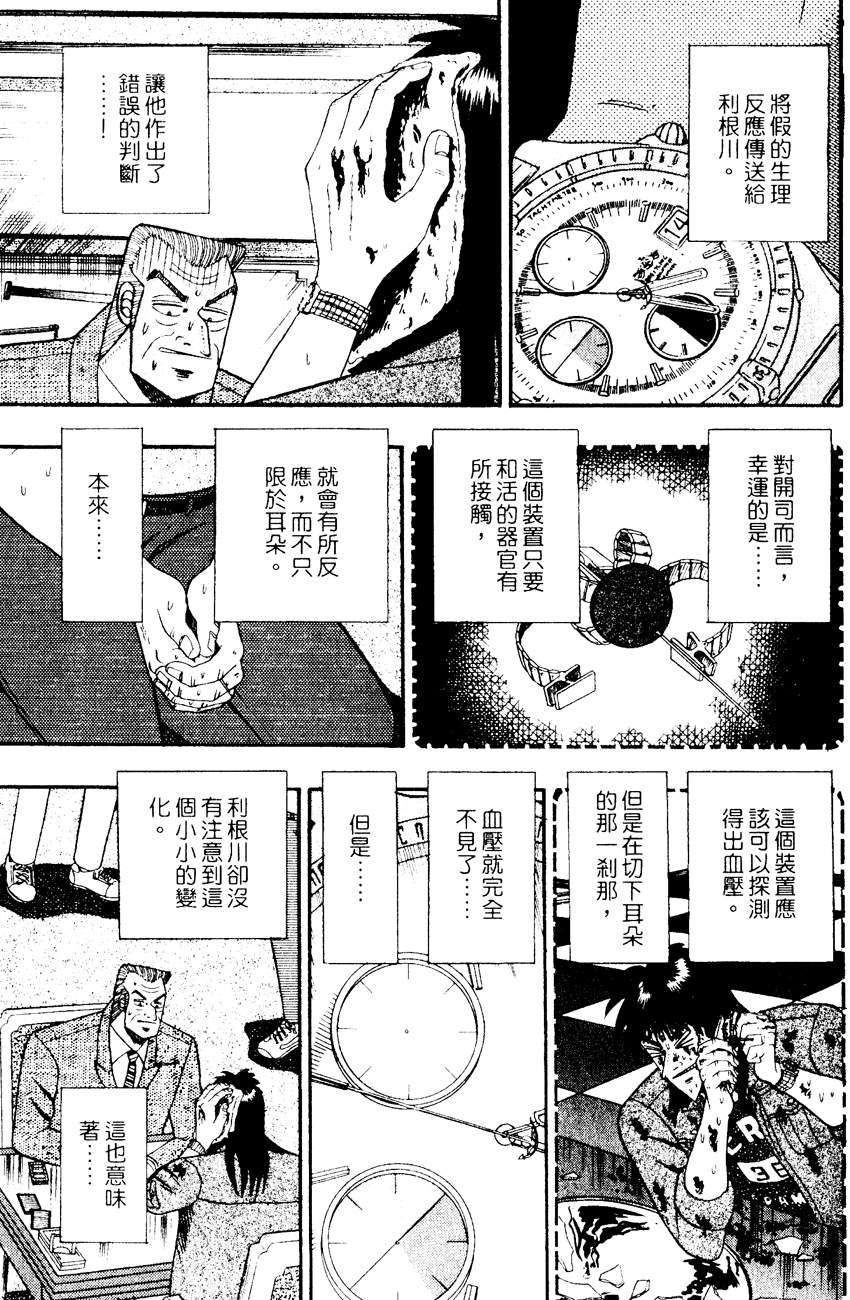 將假的生理
反應傳送給
利根川。
TACHYMETER
14
讓他作出了
錯誤的判斷
……！
對開司而言，
幸運的是……
這個裝置只要
和活的器官有
所接觸，
就會有所反
應，而不只
限於耳朵。
本來……
這個裝置應
該可以探測
得出血壓。
但是在切下耳朵
的那一剎那，
血壓就完全
不見了……
但是……
利根川卻沒
有注意到這
個小小的變
化。
這也意味
著……